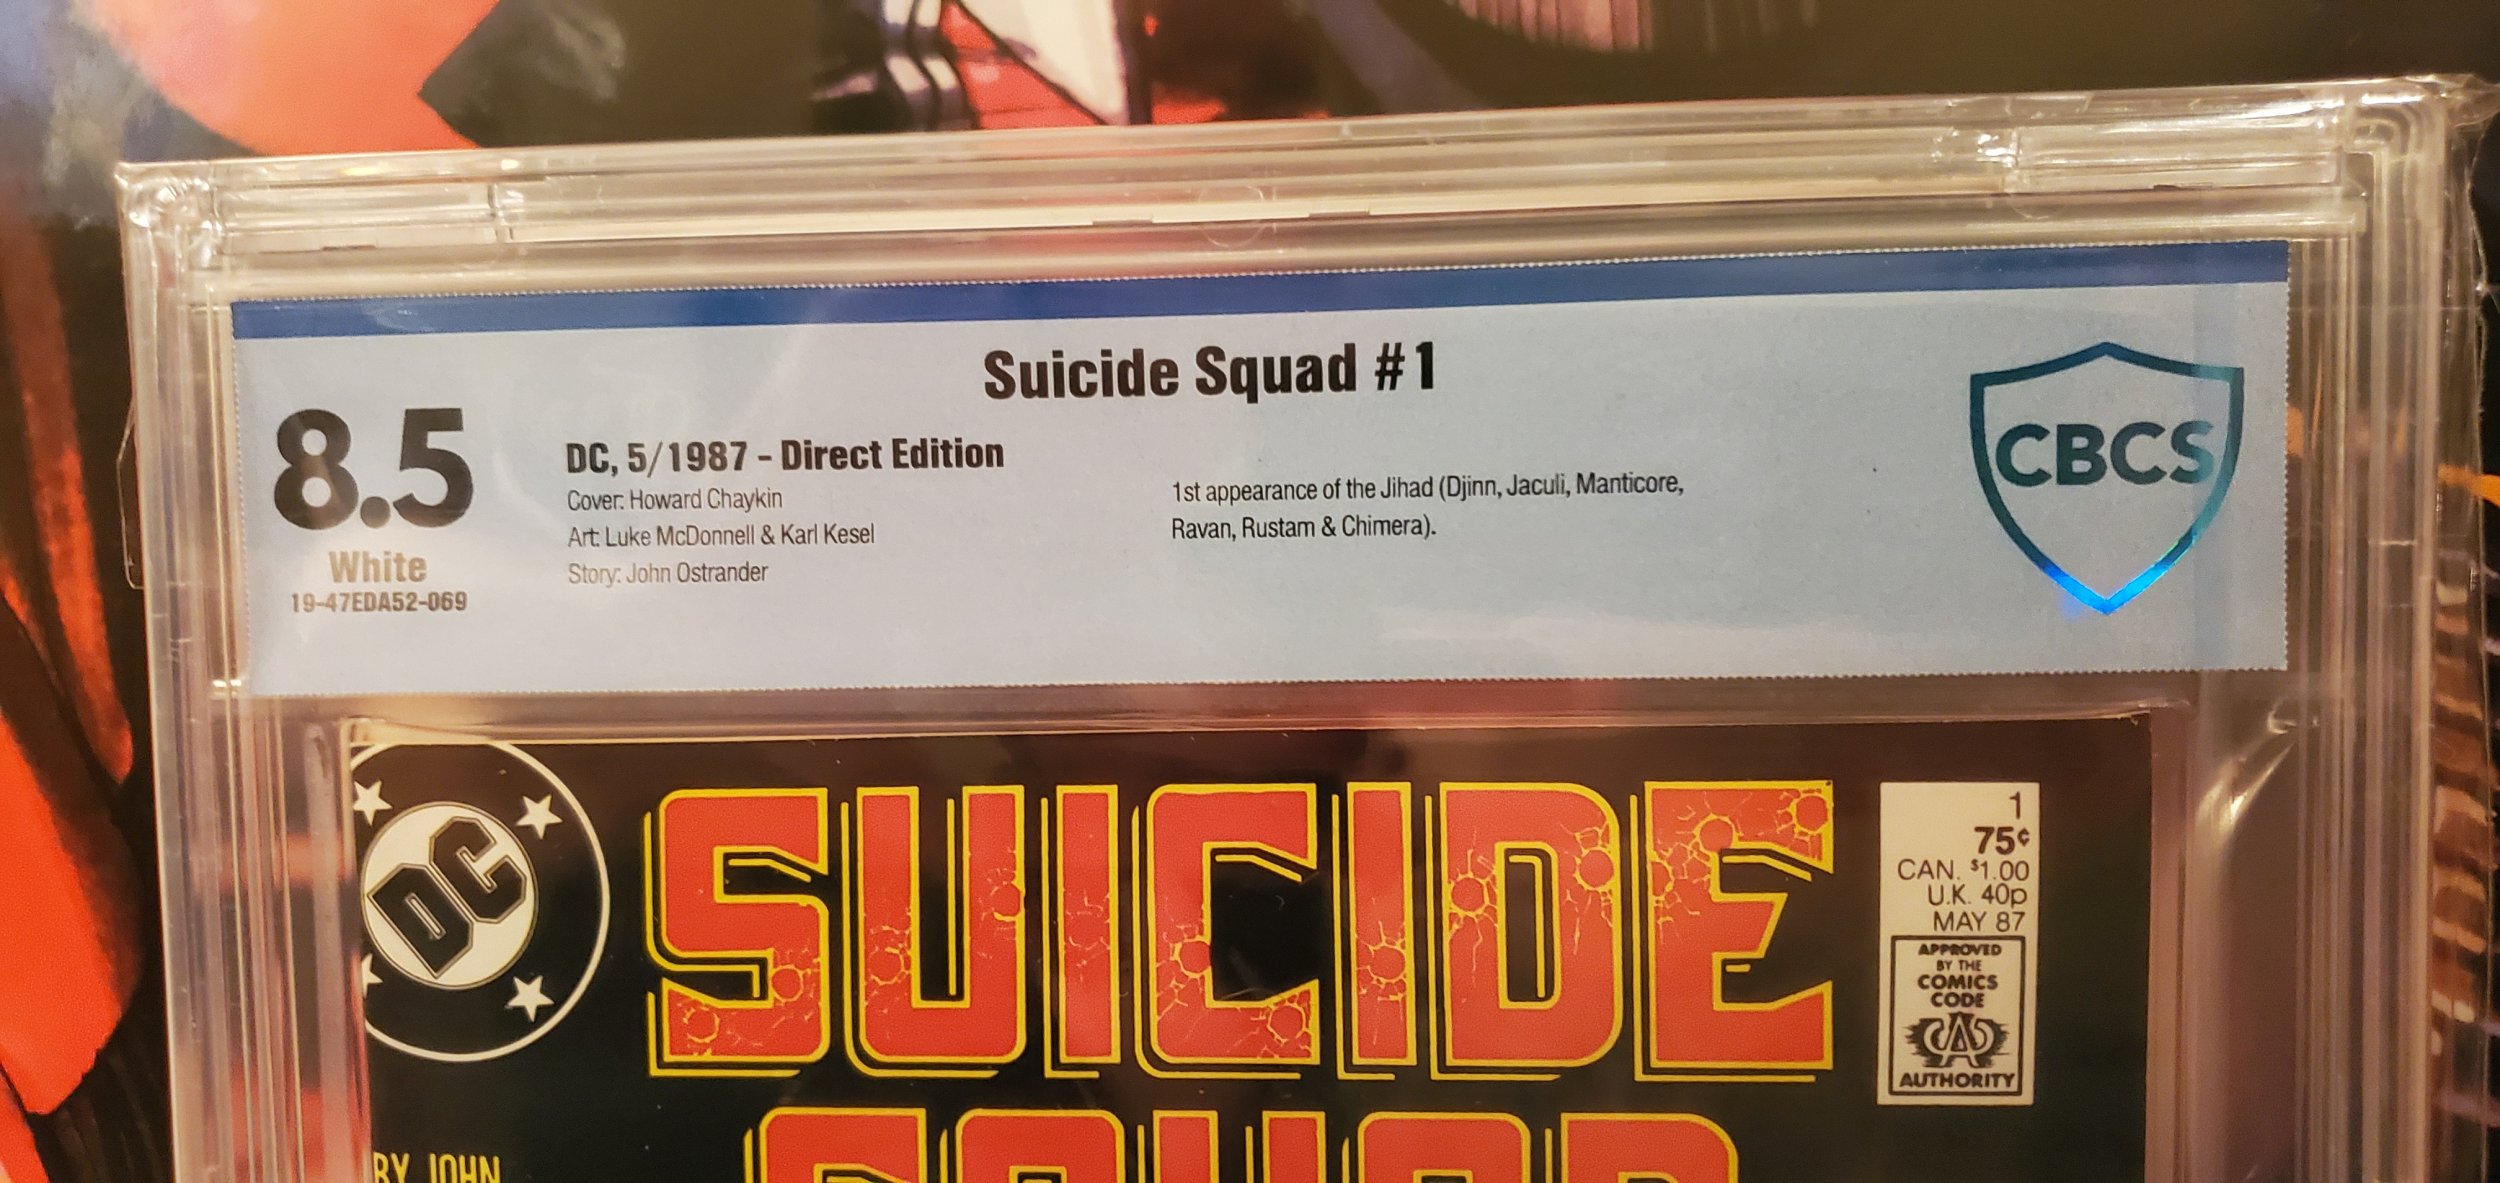 Suicide Squad #1
8.5
White
19-47EDA52-069
DC, 5/1987 - Direct Edition
Cover: Howard Chaykin
Art: Luke McDonnell & Karl Kesel
Story: John Ostrander
1st appearance of the Jihad (Djinn, Jaculi, Manticore,
Ravan, Rustam & Chimera).
CBCS
DC
SUICIDE
SQUAD
1
75¢
CAN. $1.00
U.K. 40p
MAY 87
APPROVED
BY THE
COMICS
CODE
CA
AUTHORITY
BY JOHN